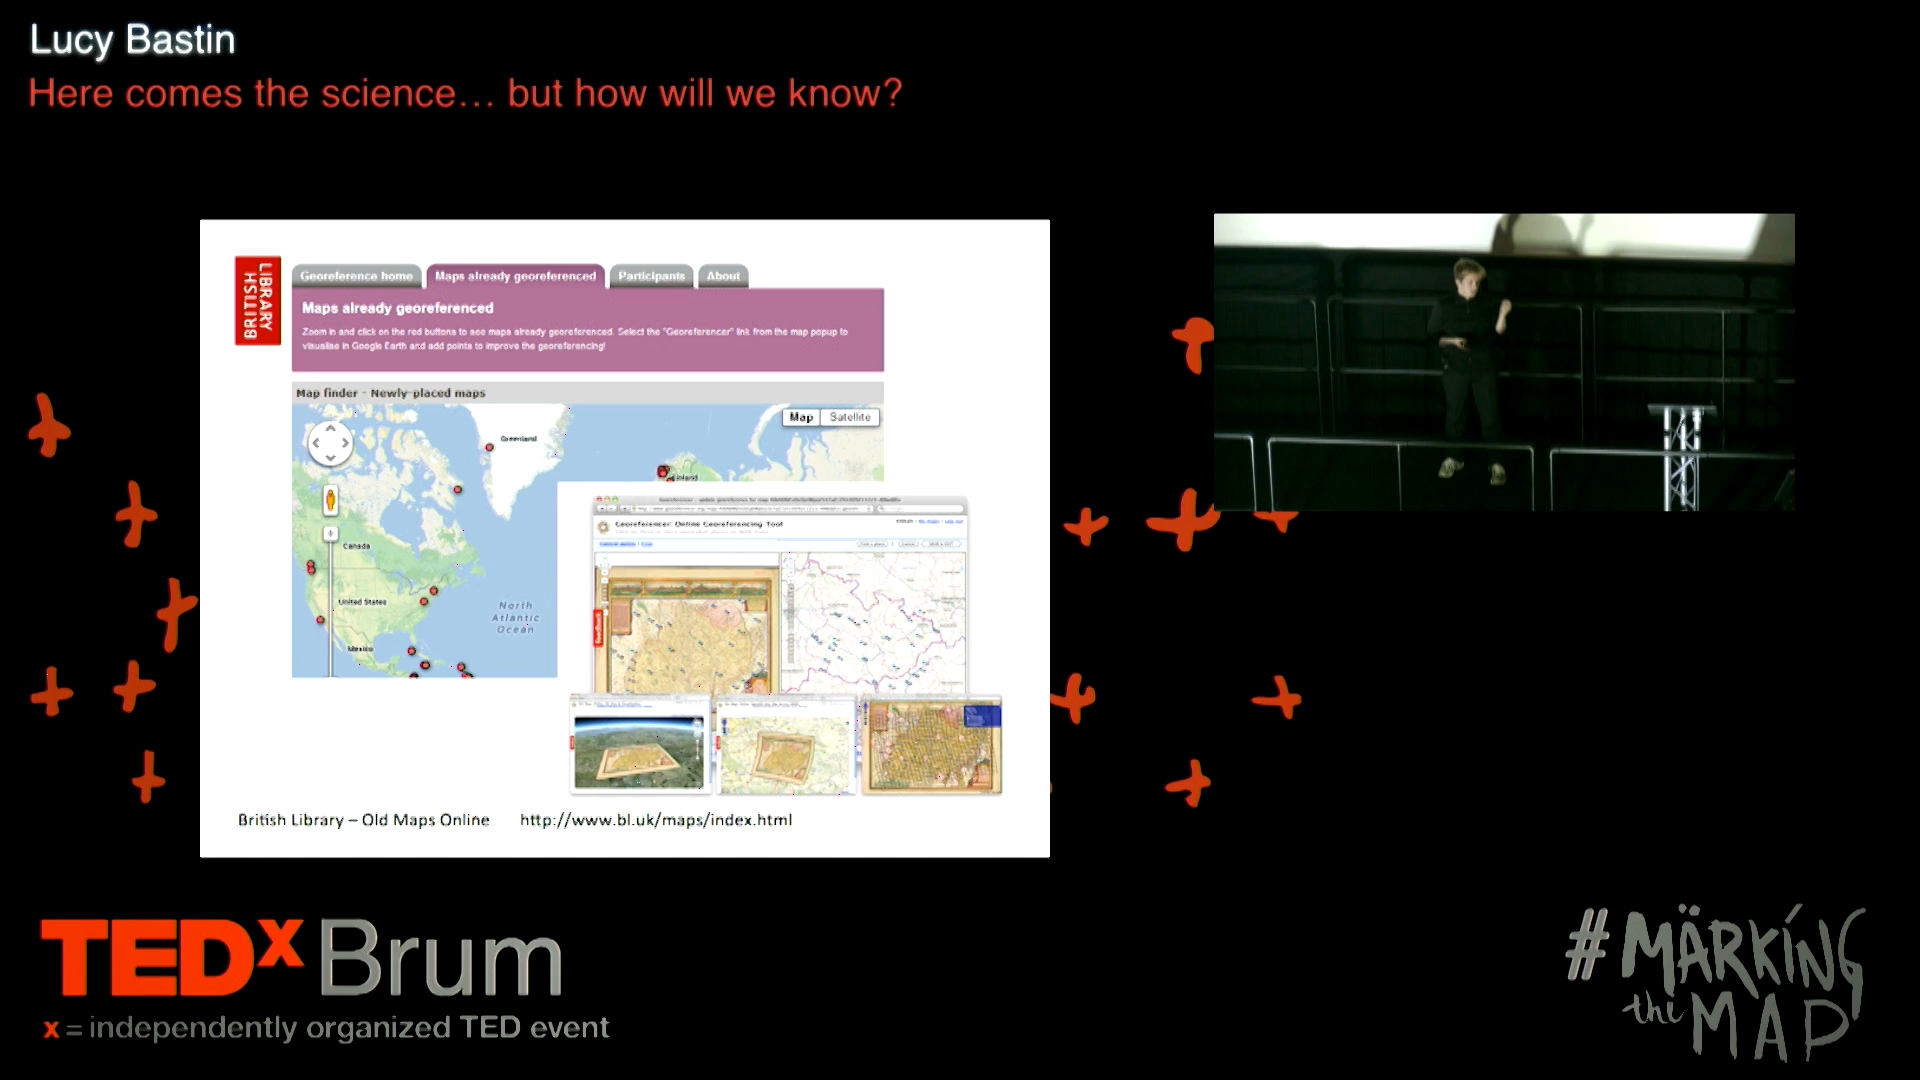 Lucy Bastin
Here comes the science... but how will we know?
BRITISH
LIBRARY
Georeference home
Maps already georeferenced
Participants
About
Maps already georeferenced
Zoom in and click on the red buttons to see maps already georeferenced. Select the "Georeferencer" link from the map popup to
visualise in Google Earth and add points to improve the georeferencing!
Map finder - Newly-placed maps
Map
Satellite
Greenland
Finland
Canada
United States
North
Atlantic
Ocean
Mexico
Georeferencer: Online Georeferencing Tool
British Library – Old Maps Online http://www.bl.uk/maps/index.html
TEDxBrum
x = independently organized TED event
#MÄRKÍNG
the MAP